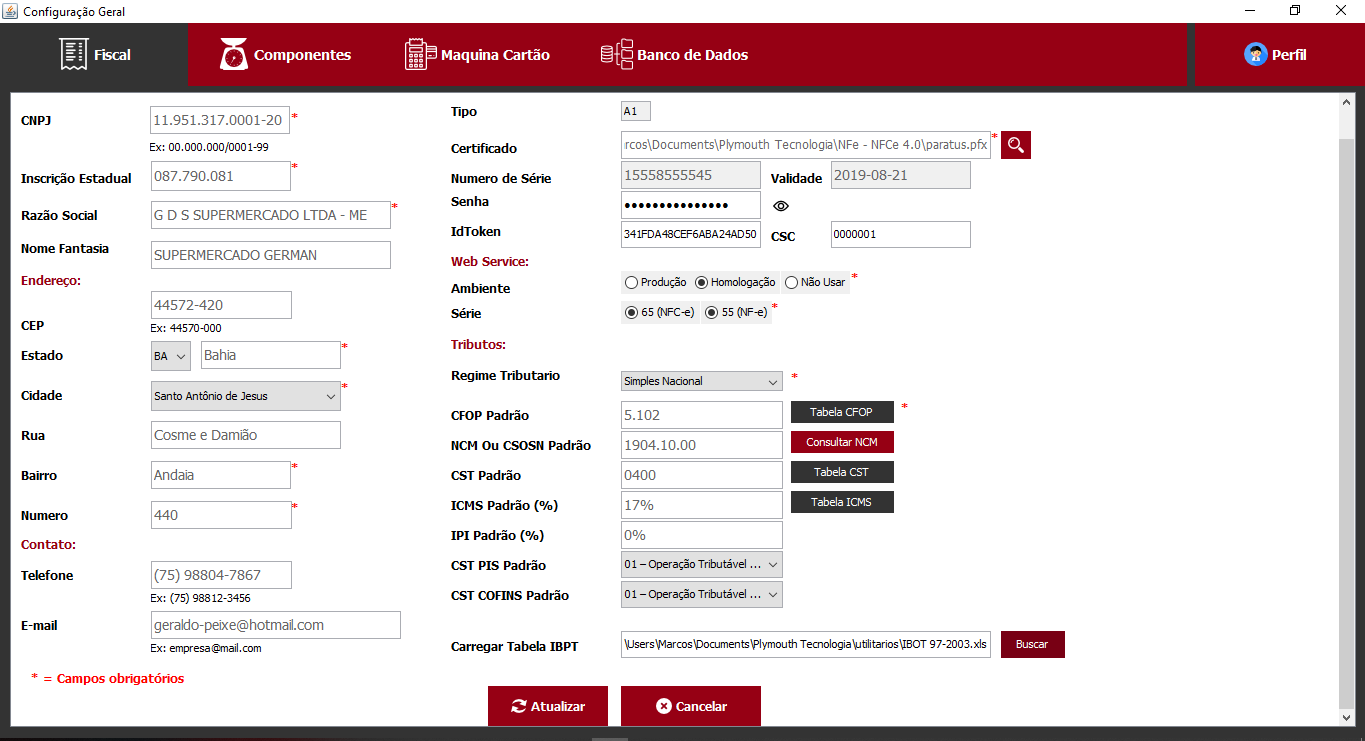 Configuração Geral
Fiscal
Componentes
Maquina Cartão
Banco de Dados
Perfil
CNPJ
11.951.317.0001-20 *
Ex: 00.000.000/0001-99
Inscrição Estadual
087.790.081 *
Razão Social
G D S SUPERMERCADO LTDA - ME *
Nome Fantasia
SUPERMERCADO GERMAN
Endereço:
44572-420
CEP
Ex: 44570-000
Estado
BA
Bahia *
Cidade
Santo Antônio de Jesus *
Rua
Cosme e Damião
Bairro
Andaia *
Numero
440 *
Contato:
Telefone
(75) 98804-7867
Ex: (75) 98812-3456
E-mail
geraldo-peixe@hotmail.com
Ex: empresa@mail.com
* = Campos obrigatórios
Tipo
A1
Certificado
rcos\Documents\Plymouth Tecnologia\NFe - NFCe 4.0\paratus.pfx *
Numero de Série
15558555545
Validade
2019-08-21
Senha
IdToken
341FDA48CEF6ABA24AD50
CSC
0000001
Web Service:
Ambiente
Produção
Homologação
Não Usar *
Série
65 (NFC-e)
55 (NF-e) *
Tributos:
Regime Tributario
Simples Nacional *
CFOP Padrão
5.102
Tabela CFOP *
NCM Ou CSOSN Padrão
1904.10.00
Consultar NCM
CST Padrão
0400
Tabela CST
ICMS Padrão (%)
17%
Tabela ICMS
IPI Padrão (%)
0%
CST PIS Padrão
01 – Operação Tributável ...
CST COFINS Padrão
01 – Operação Tributável ...
Carregar Tabela IBPT
\Users\Marcos\Documents\Plymouth Tecnologia\utilitarios\IBOT 97-2003.xls
Buscar
Atualizar
Cancelar